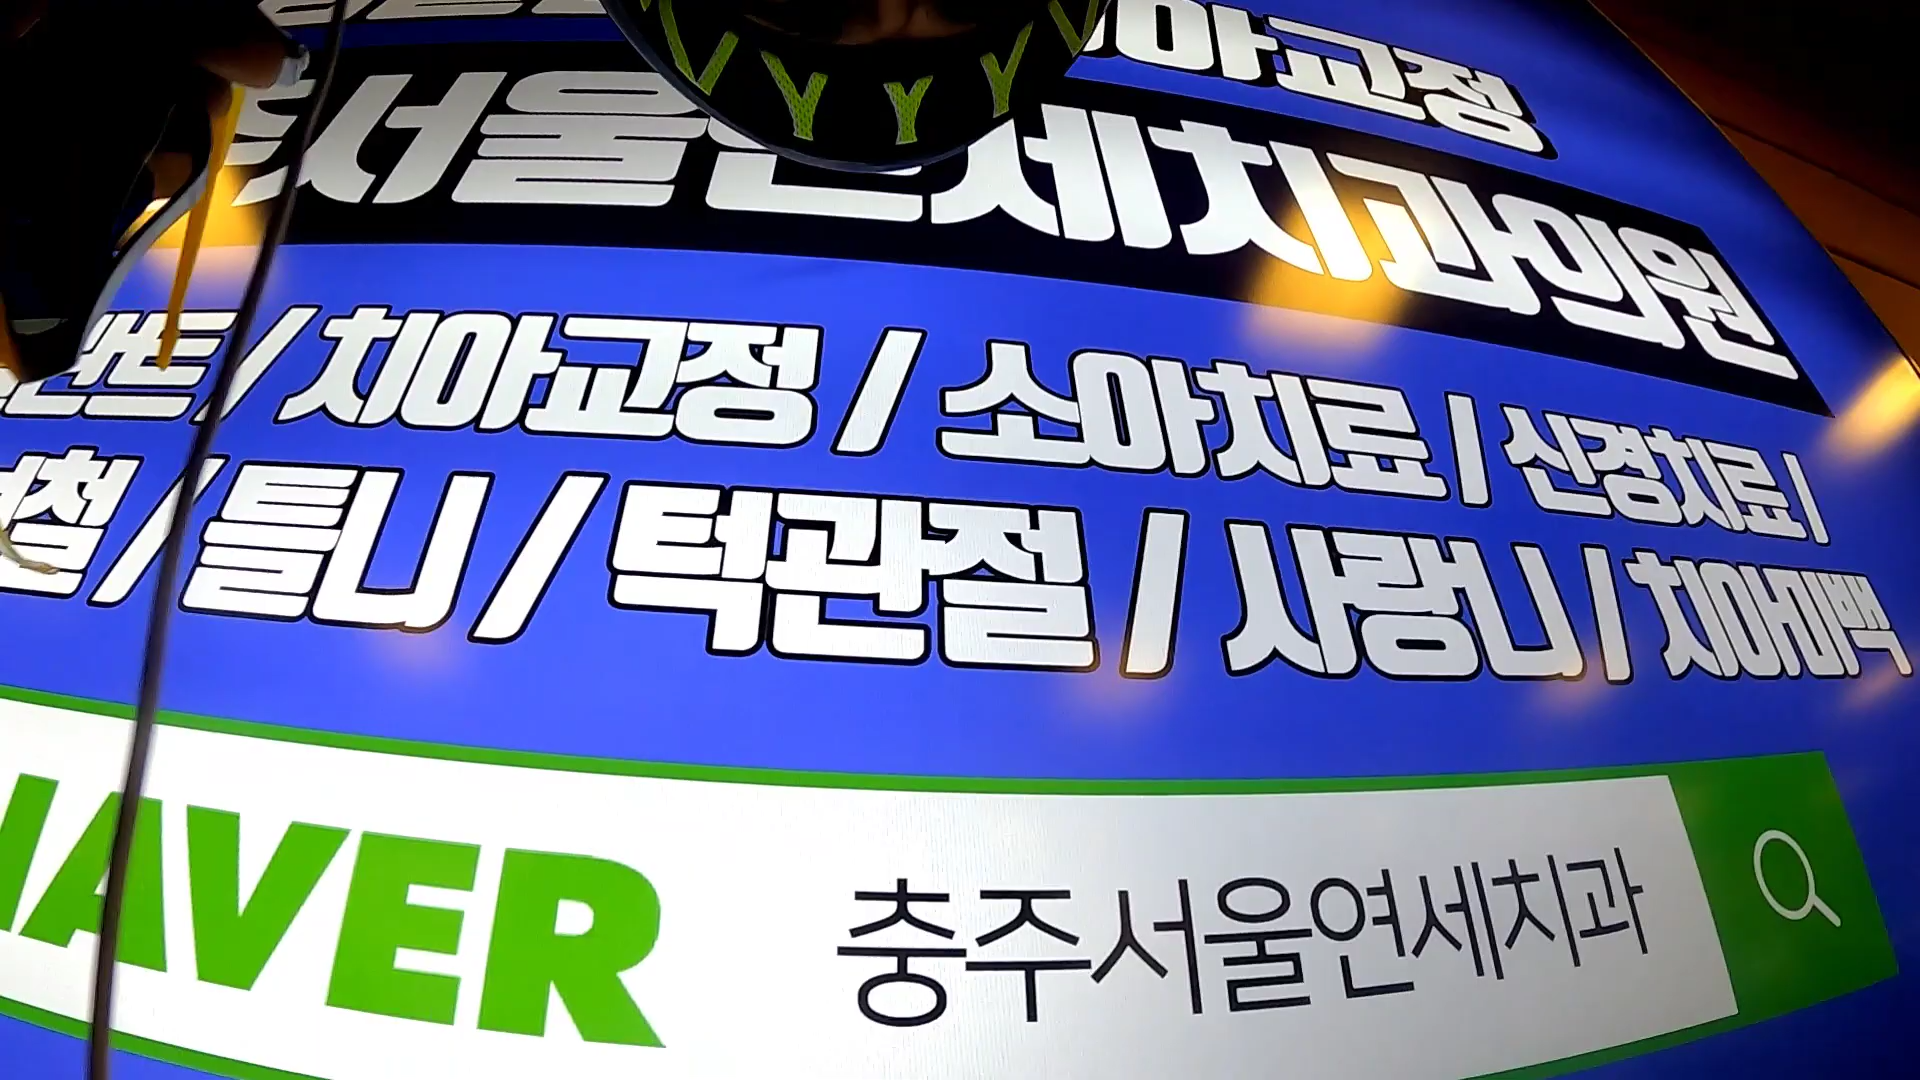 아교정
서울연세치과의원
/ 치아교정 / 소아치료 / 신경치료 /
철 / 틀니 / 턱관절 / 사랑니 / 치아미백
NAVER 충주서울연세치과